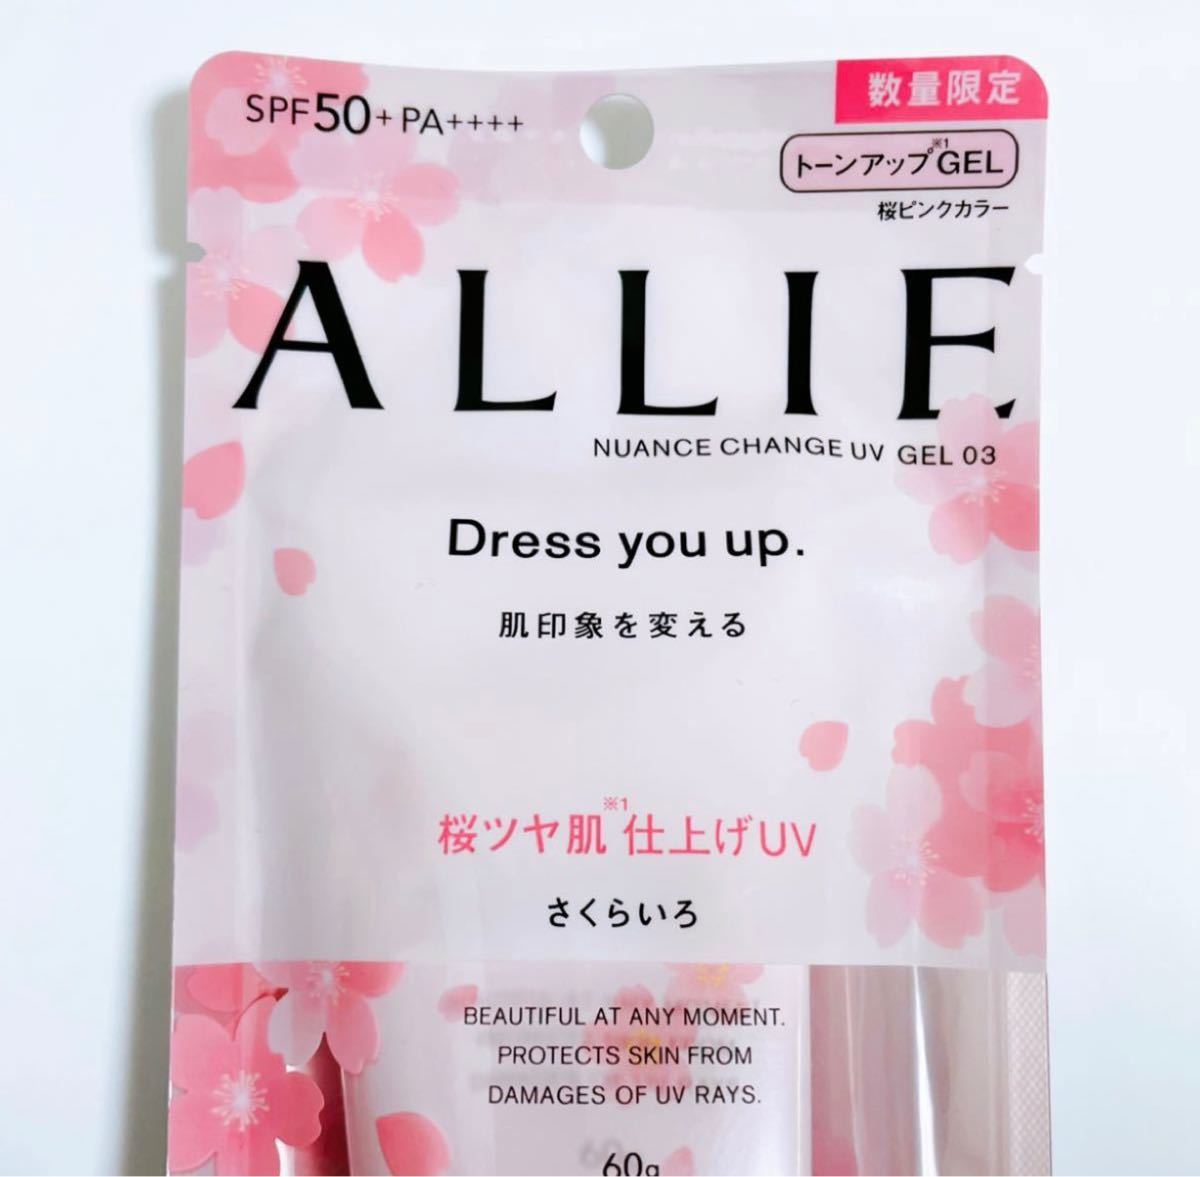 SPF50+PA++++
数量限定
トーンアップ※1GEL
桜ピンクカラー
ALLIE
NUANCE CHANGE UV GEL 03
Dress you up.
肌印象を変える
桜ツヤ肌※1仕上げUV
さくらいろ
BEAUTIFUL AT ANY MOMENT.
PROTECTS SKIN FROM
DAMAGES OF UV RAYS.
60g